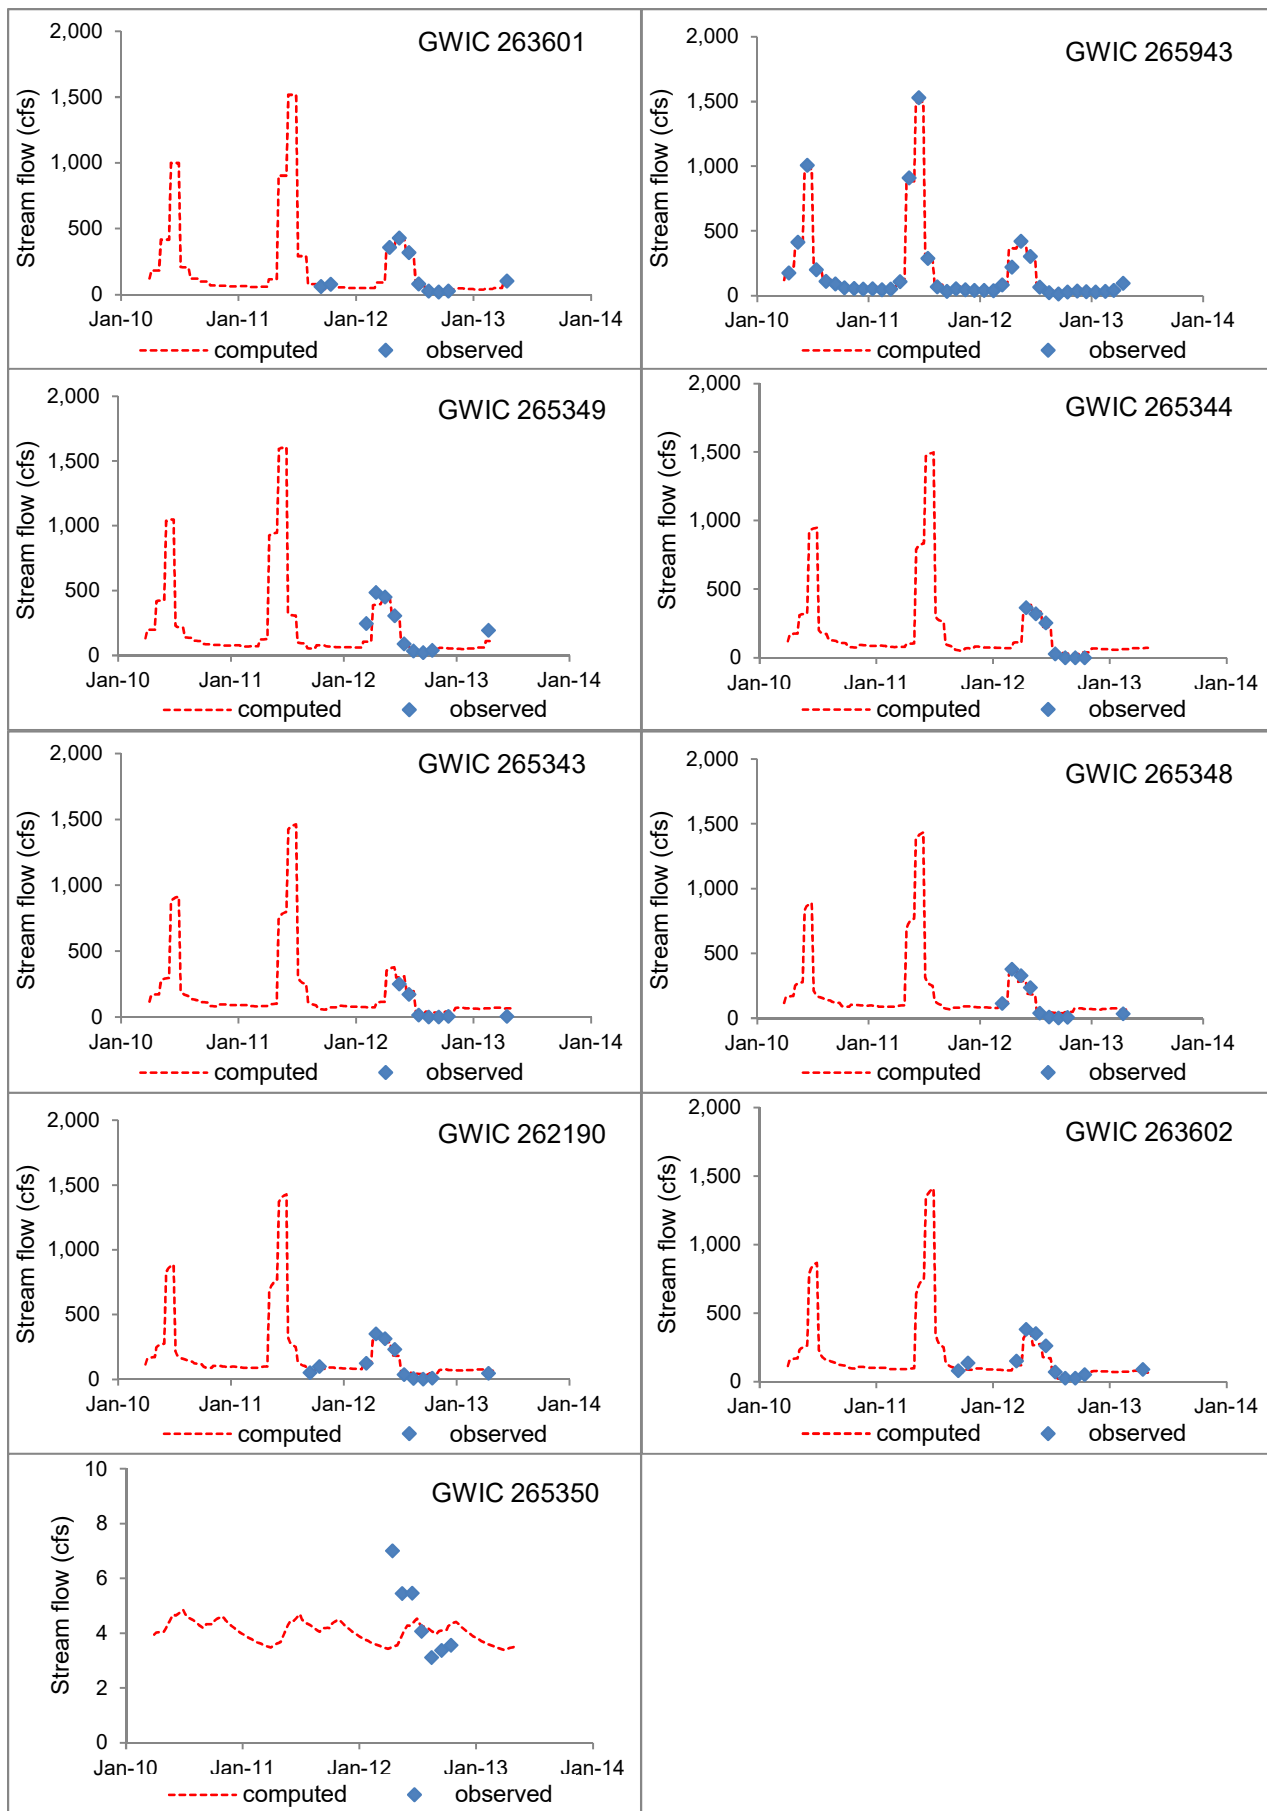 GWIC 263601
Stream flow (cfs)
2,000
1,500
1,000
500
0
Jan-10 Jan-11 Jan-12 Jan-13 Jan-14
computed observed
GWIC 265943
Stream flow (cfs)
2,000
1,500
1,000
500
0
Jan-10 Jan-11 Jan-12 Jan-13 Jan-14
computed observed
GWIC 265349
Stream flow (cfs)
2,000
1,500
1,000
500
0
Jan-10 Jan-11 Jan-12 Jan-13 Jan-14
computed observed
GWIC 265344
Stream flow (cfs)
2,000
1,500
1,000
500
0
Jan-10 Jan-11 Jan-12 Jan-13 Jan-14
computed observed
GWIC 265343
Stream flow (cfs)
2,000
1,500
1,000
500
0
Jan-10 Jan-11 Jan-12 Jan-13 Jan-14
computed observed
GWIC 265348
Stream flow (cfs)
2,000
1,500
1,000
500
0
Jan-10 Jan-11 Jan-12 Jan-13 Jan-14
computed observed
GWIC 262190
Stream flow (cfs)
2,000
1,500
1,000
500
0
Jan-10 Jan-11 Jan-12 Jan-13 Jan-14
computed observed
GWIC 263602
Stream flow (cfs)
2,000
1,500
1,000
500
0
Jan-10 Jan-11 Jan-12 Jan-13 Jan-14
computed observed
GWIC 265350
Stream flow (cfs)
10
8
6
4
2
0
Jan-10 Jan-11 Jan-12 Jan-13 Jan-14
computed observed